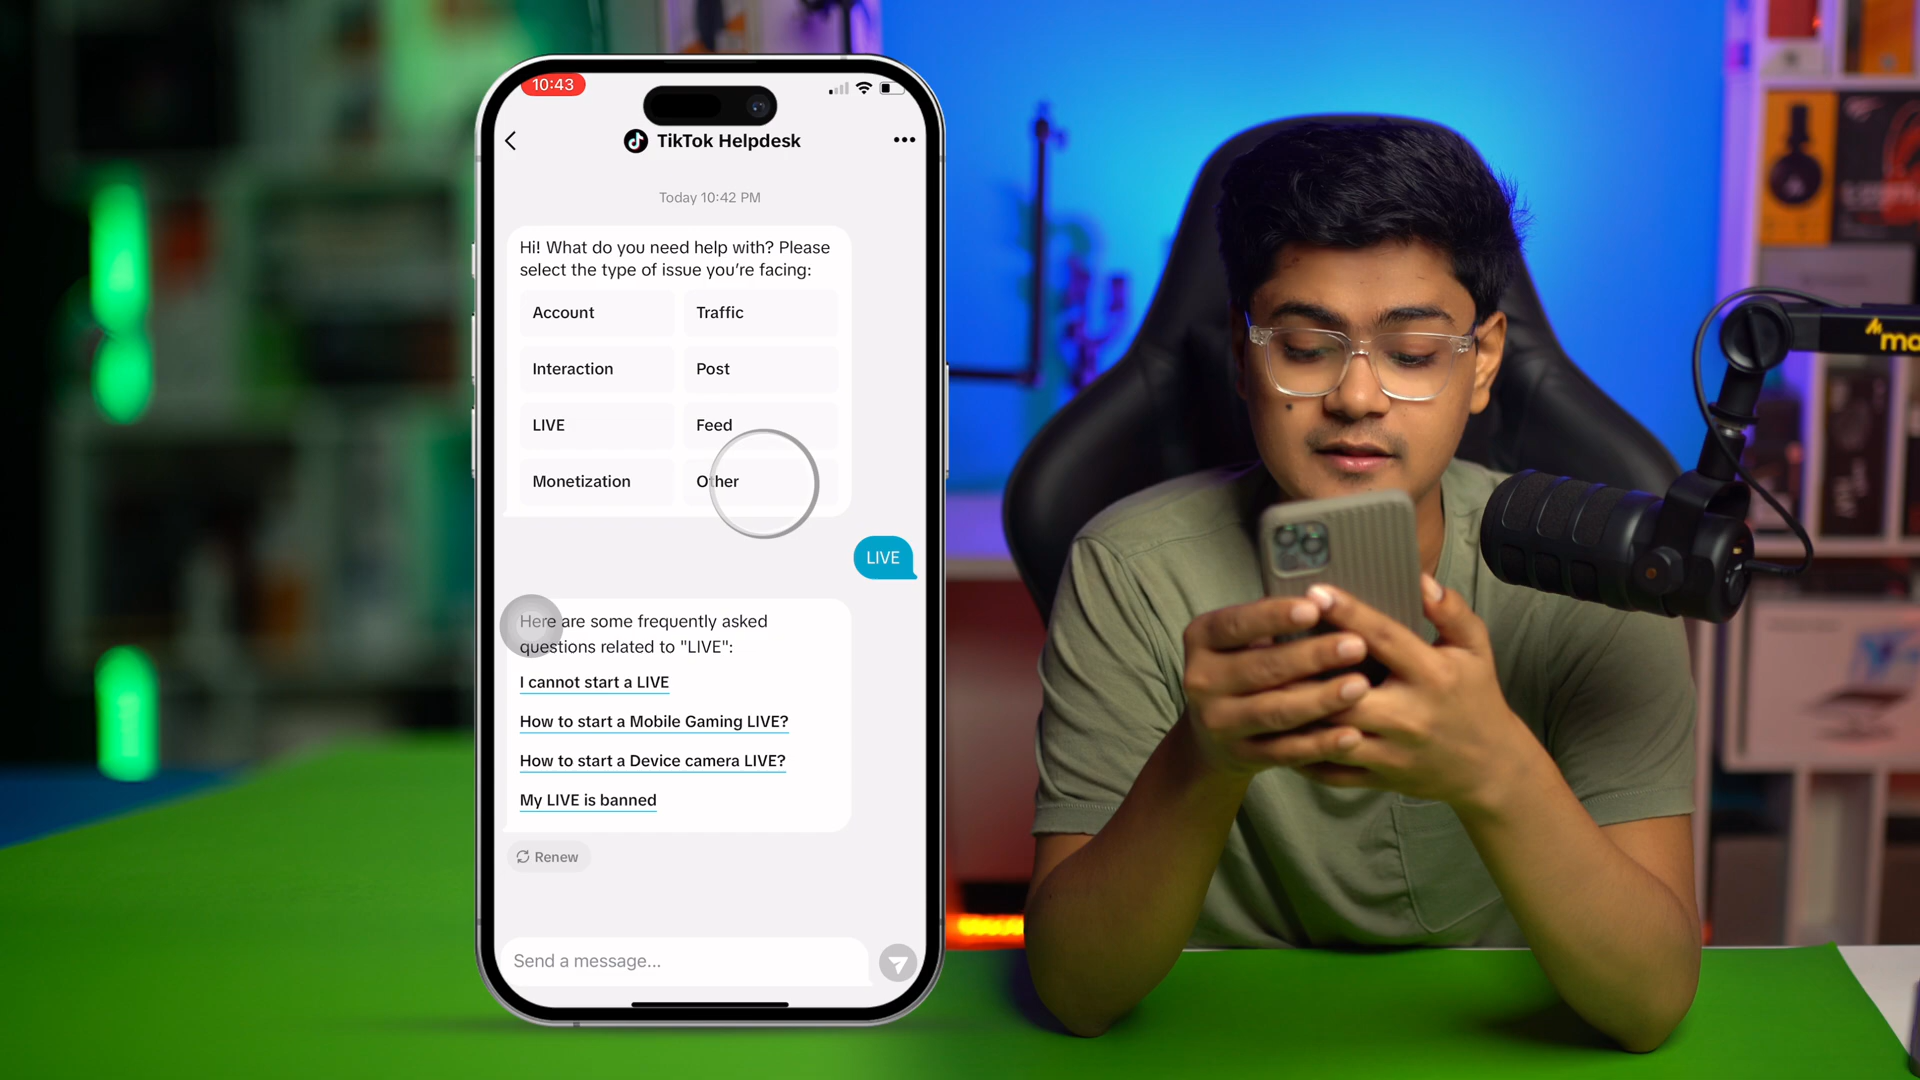 10:43
TikTok Helpdesk
Today 10:42 PM
Hi! What do you need help with? Please
select the type of issue you’re facing:
Account
Traffic
Interaction
Post
LIVE
Feed
Monetization
Other
LIVE
Here are some frequently asked
questions related to "LIVE":
I cannot start a LIVE
How to start a Mobile Gaming LIVE?
How to start a Device camera LIVE?
My LIVE is banned
Renew
Send a message...